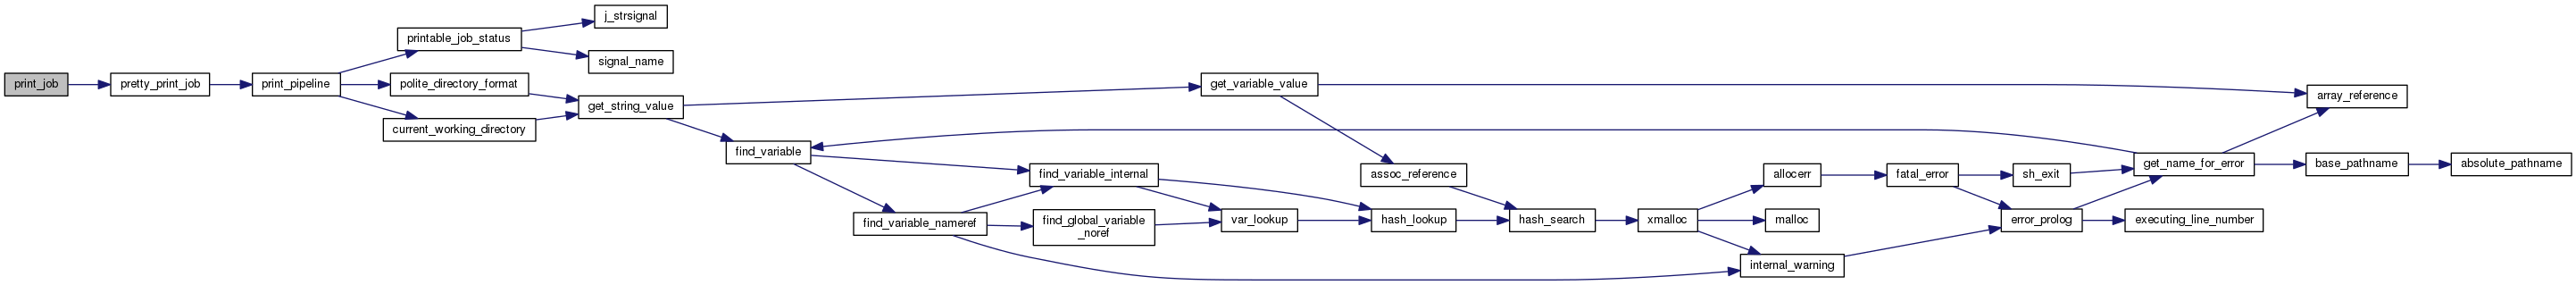 print_job
pretty_print_job
print_pipeline
printable_job_status
j_strsignal
signal_name
polite_directory_format
current_working_directory
get_string_value
get_variable_value
find_variable
find_variable_internal
find_variable_nameref
find_global_variable
_noref
var_lookup
assoc_reference
hash_lookup
hash_search
xmalloc
allocerr
malloc
internal_warning
fatal_error
sh_exit
error_prolog
get_name_for_error
executing_line_number
array_reference
base_pathname
absolute_pathname